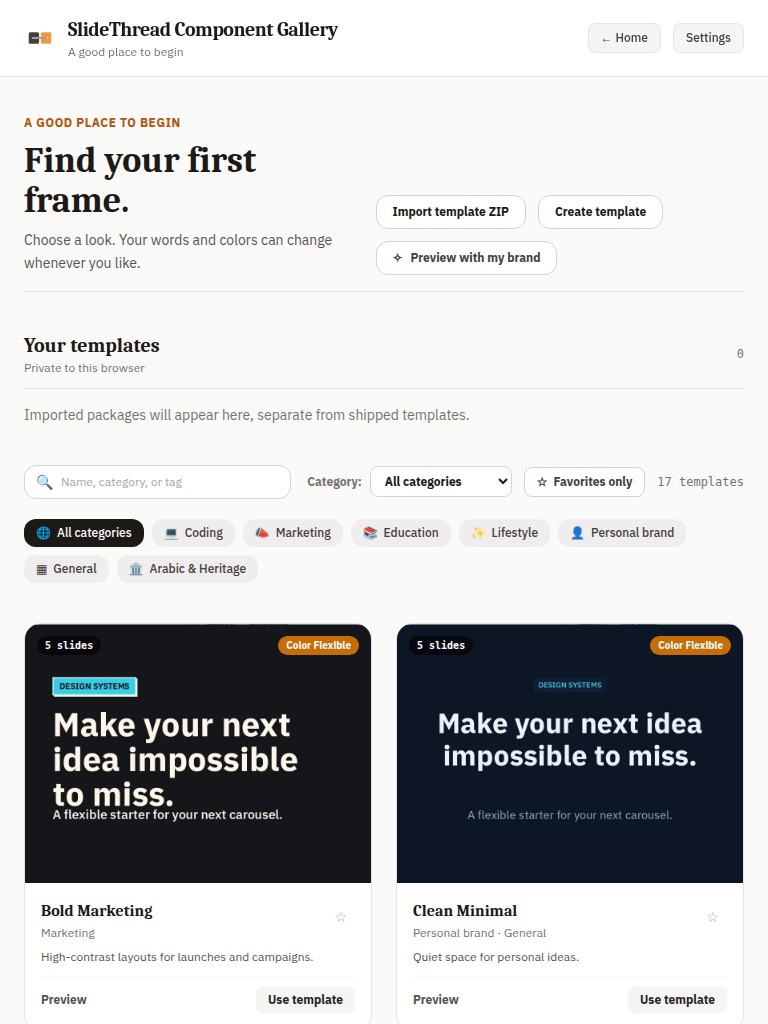 SlideThread Component Gallery
A good place to begin
← Home
Settings
A GOOD PLACE TO BEGIN
Find your first
frame.
Choose a look. Your words and colors can change
whenever you like.
Import template ZIP
Create template
✧ Preview with my brand
Your templates
Private to this browser
0
Imported packages will appear here, separate from shipped templates.
Name, category, or tag
Category:
All categories
☆ Favorites only
17 templates
All categories
Coding
Marketing
Education
Lifestyle
Personal brand
General
Arabic & Heritage
5 slides
Color Flexible
DESIGN SYSTEMS
Make your next
idea impossible
to miss.
A flexible starter for your next carousel.
Bold Marketing
Marketing
High-contrast layouts for launches and campaigns.
Preview
Use template
5 slides
Color Flexible
DESIGN SYSTEMS
Make your next idea
impossible to miss.
A flexible starter for your next carousel.
Clean Minimal
Personal brand · General
Quiet space for personal ideas.
Preview
Use template